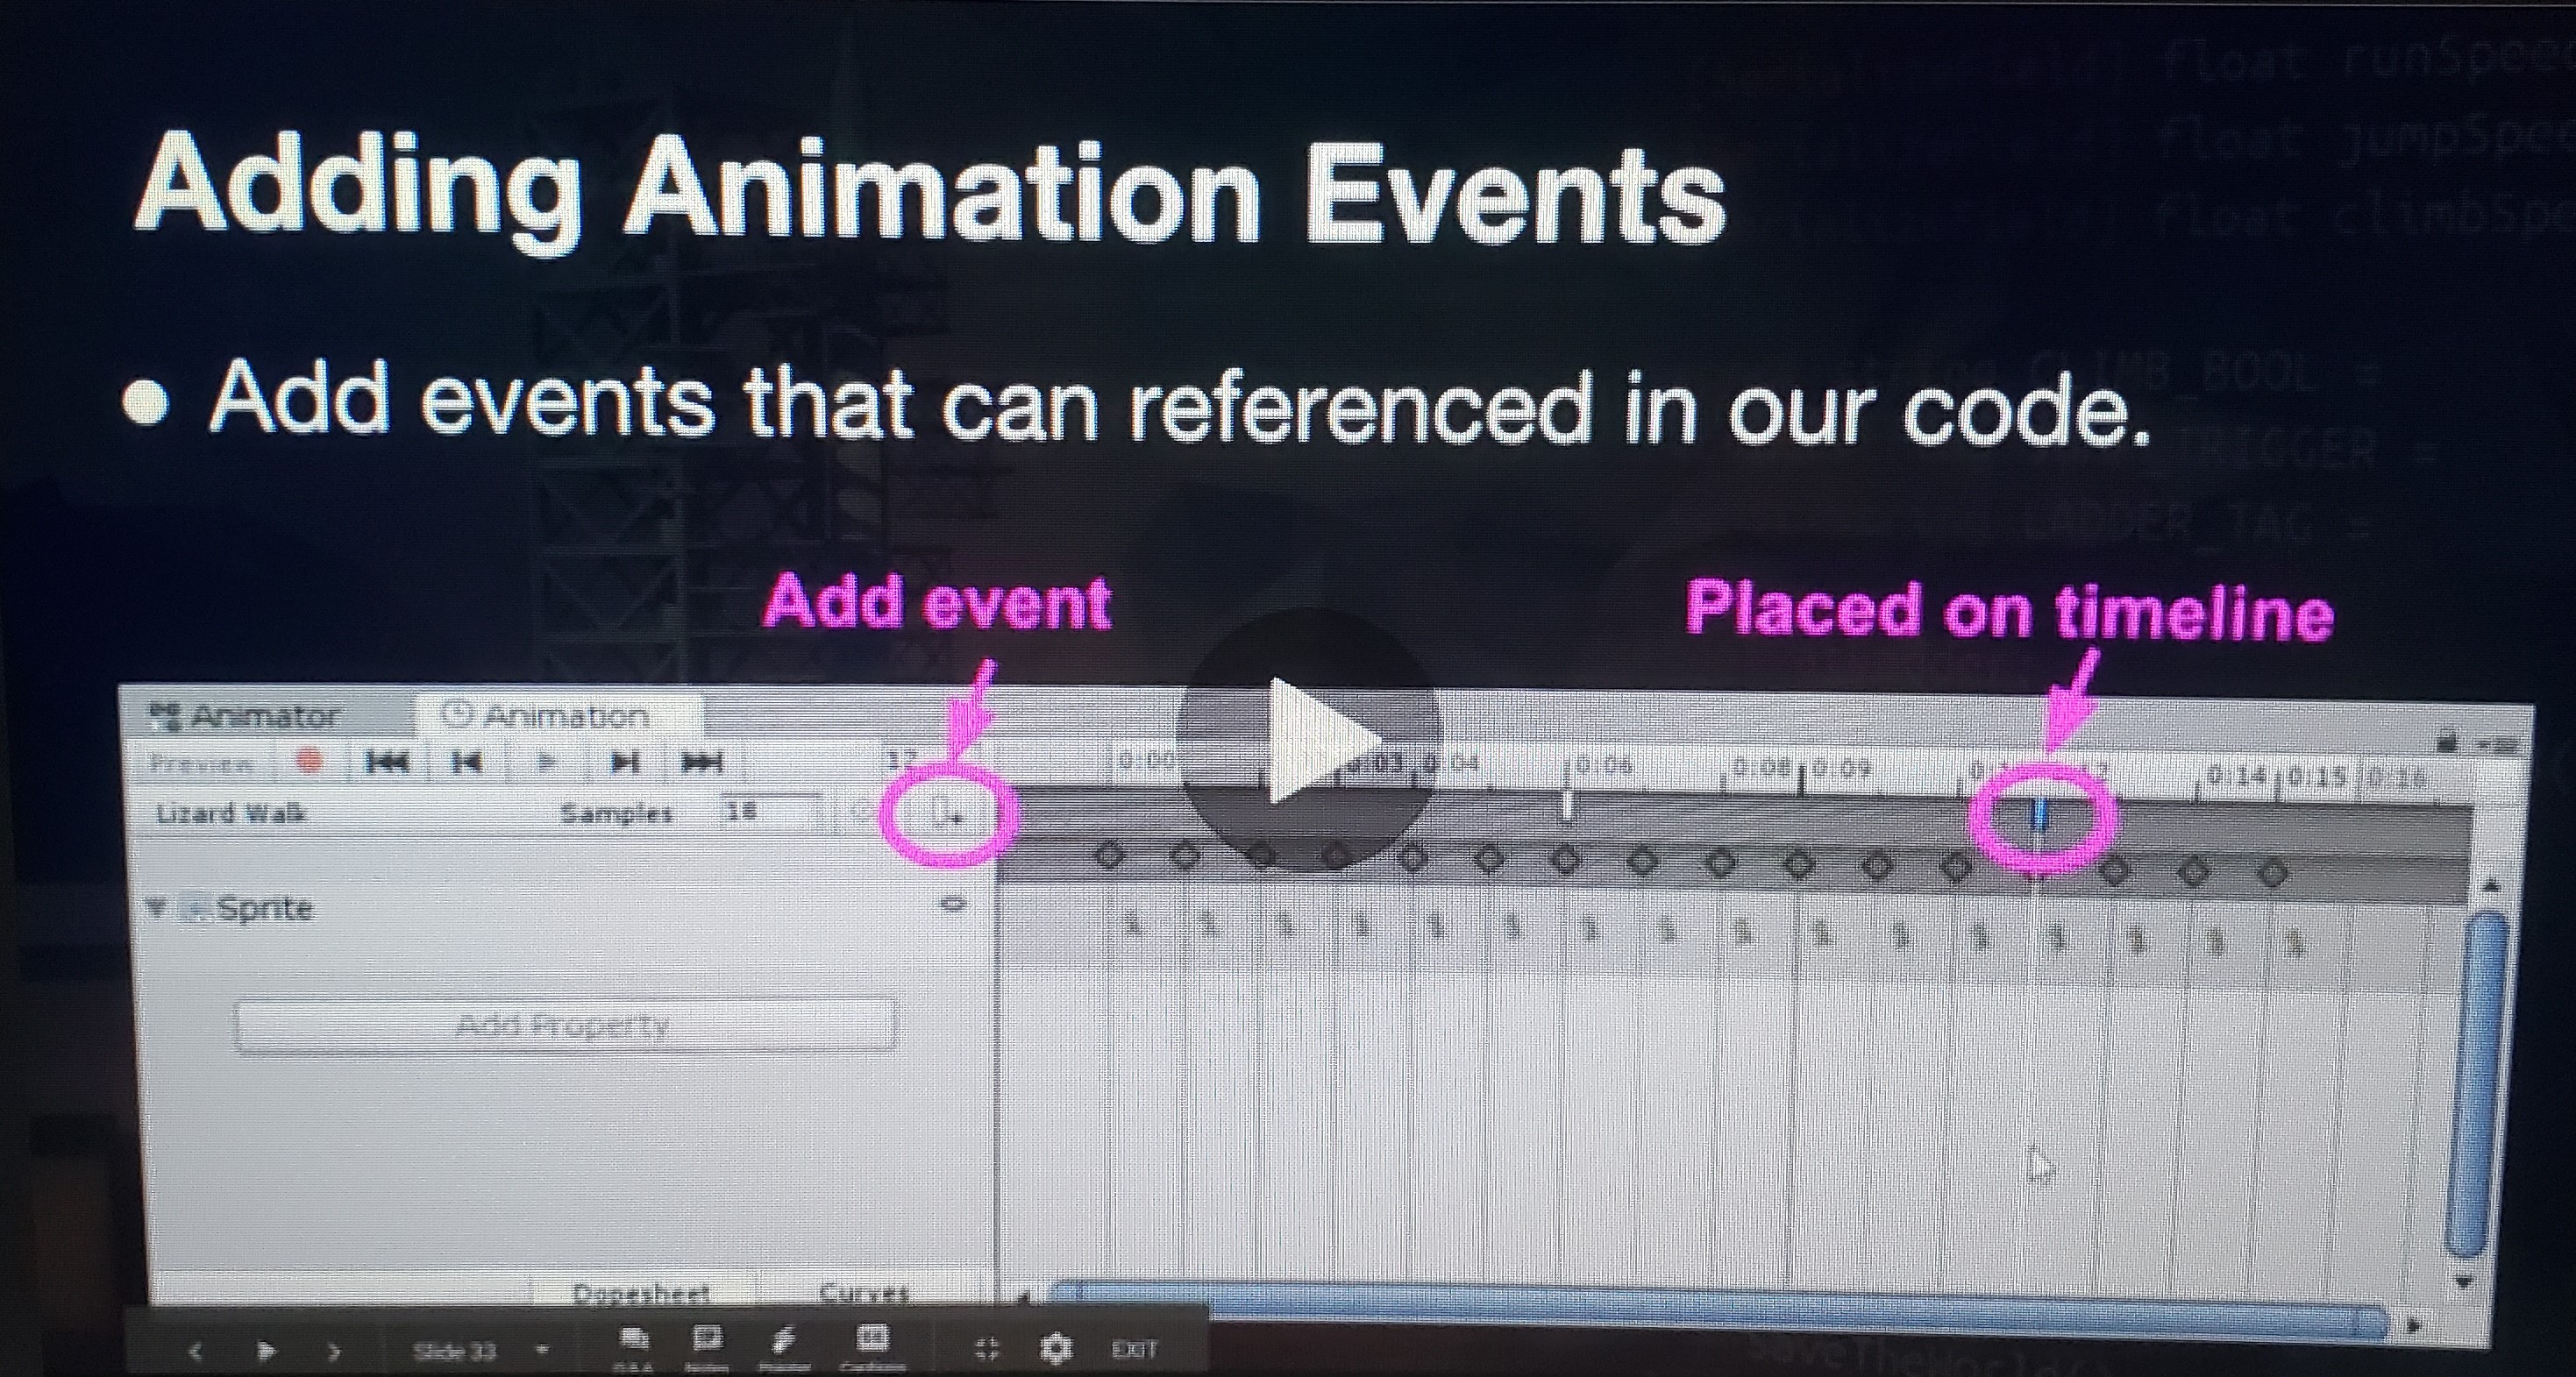 float runSpeed
float jumpSpe
float climbSpe
Adding Animation Events
CLIMB_BOOL =
• Add events that can referenced in our code.
TRIGGER =
LADDER_TAG =
Add event
Placed on timeline
Animator
Animation
Preview
12
0:00
0:03
0:04
0:06
0:08
0:09
0:14
0:15
0:16
Lizard Walk
Samples
18
Sprite
Add Property
Dopesheet
Curves
Slide 33
Q&A
Notes
Pointer
Captions
EXIT
SaveTheWorld()